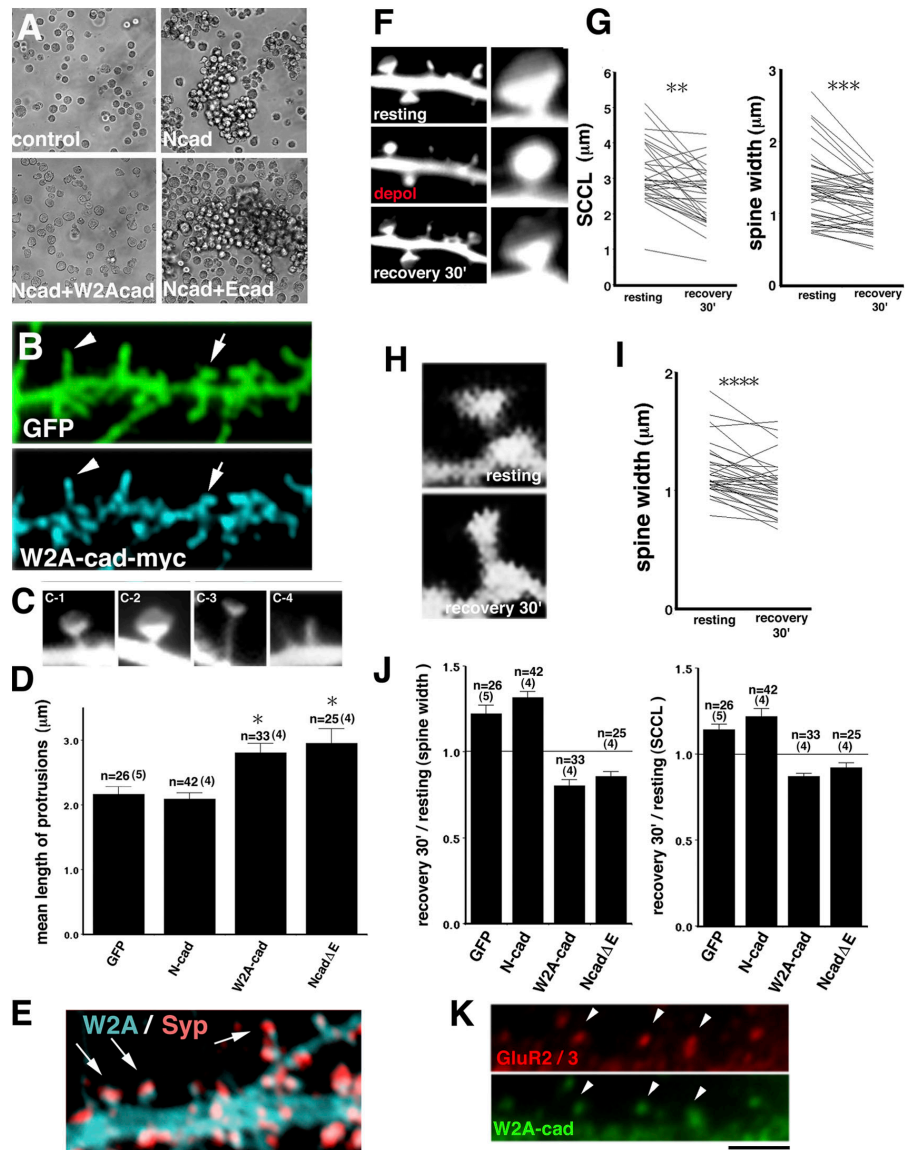 A
control
Ncad
Ncad+W2Acad
Ncad+Ecad
B
GFP
W2A-cad-myc
C
C-1
C-2
C-3
C-4
D
mean length of protrusions (μm)
3.0
2.0
1.0
0.0
n=26 (5)
n=42 (4)
*
n=33 (4)
*
n=25 (4)
GFP
N-cad
W2A-cad
NcadΔE
E
W2A / Syp
F
resting
depol
recovery 30'
G
SCCL (μm)
6
5
4
3
2
1
0
**
resting
recovery
30'
spine width (μm)
3
2
1
0
***
resting
recovery
30'
H
resting
recovery 30'
I
spine width (μm)
2
1
0
****
resting
recovery
30'
J
recovery 30' / resting (spine width)
1.5
1.0
0.5
0.0
n=26
(5)
n=42
(4)
n=33
(4)
n=25
(4)
GFP
N-cad
W2A-cad
NcadΔE
recovery 30' / resting (SCCL)
1.5
1.0
0.5
0.0
n=26
(5)
n=42
(4)
n=33
(4)
n=25
(4)
GFP
N-cad
W2A-cad
NcadΔE
K
GluR2 / 3
W2A-cad